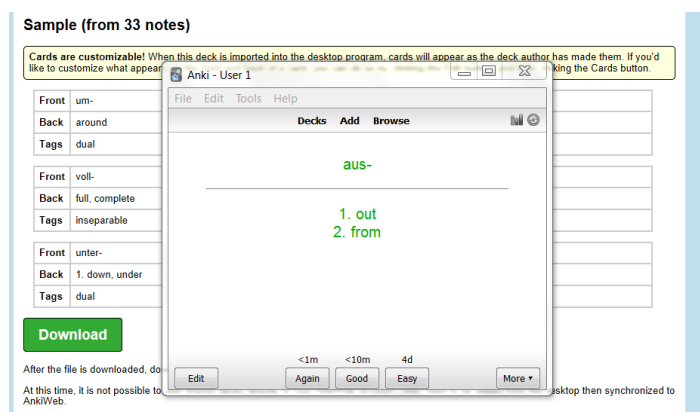 Sample (from 33 notes)
Cards are customizable! When this deck is imported into the desktop program, cards will appear as the deck author has made them. If you'd
like to customize what appear king the Cards button.
Front um-
Back around
Tags dual
Front voll-
Back full, complete
Tags inseparable
Front unter-
Back 1. down, under
Tags dual
Download
After the file is downloaded, do
At this time, it is not possible to esktop then synchronized to
AnkiWeb.
Anki - User 1
File Edit Tools Help
Decks Add Browse
aus-
1. out
2. from
<1m <10m 4d
Edit Again Good Easy More